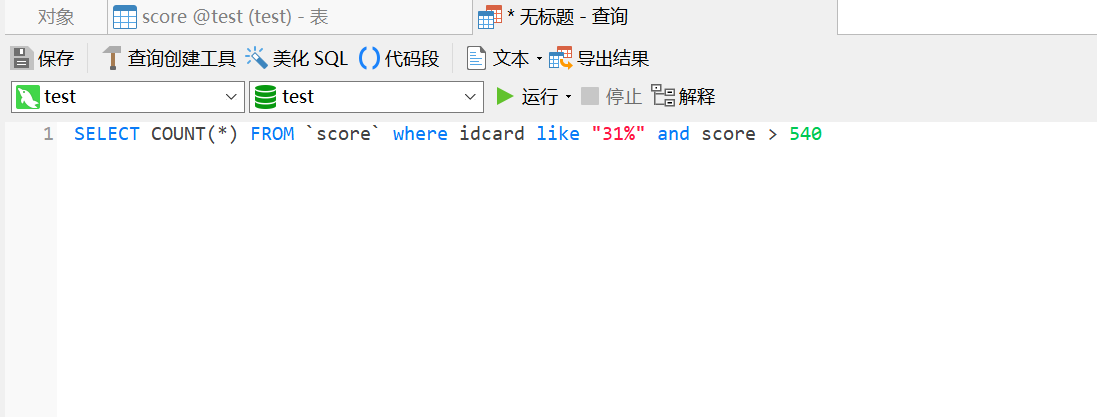 对象 score @test (test) - 表 * 无标题 - 查询
保存 查询创建工具 美化 SQL 代码段 文本 导出结果
test test 运行 停止 解释
1 SELECT COUNT(*) FROM `score` where idcard like "31%" and score > 540